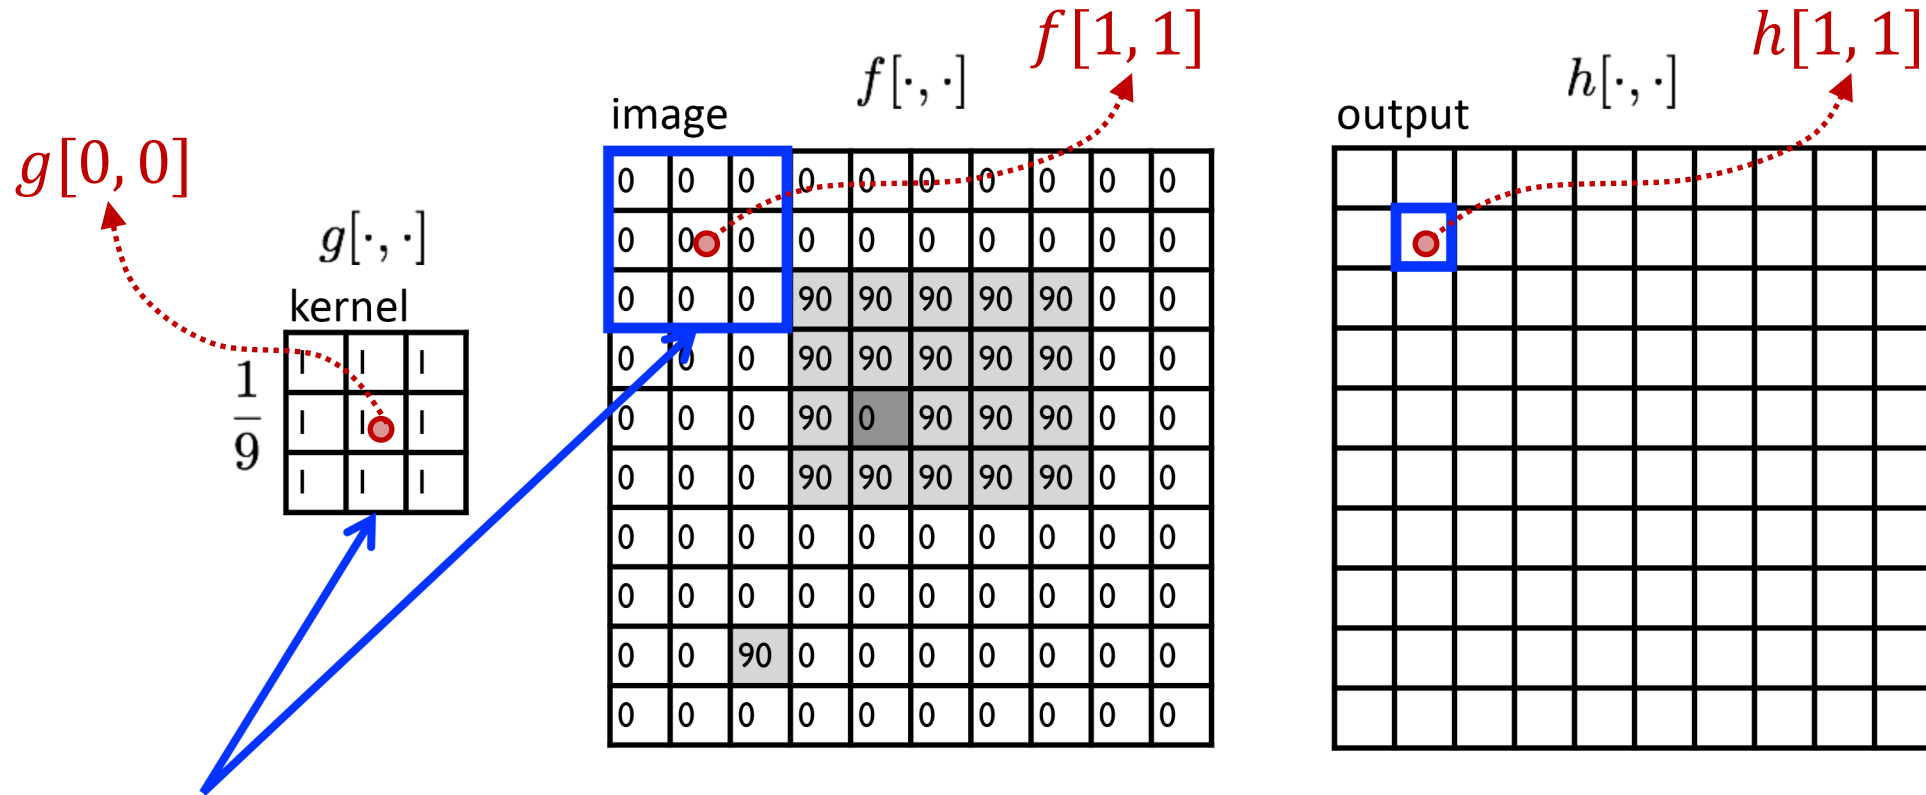 f[1, 1]
h[1, 1]
f[·, ·]
h[·, ·]
image
output
g[0, 0]
g[·, ·]
kernel
1/9
1 1 1
1 1 1
1 1 1
0 0 0 0 0 0 0 0 0 0
0 0 0 0 0 0 0 0 0 0
0 0 0 90 90 90 90 90 0 0
0 0 0 90 90 90 90 90 0 0
0 0 0 90 0 90 90 90 0 0
0 0 0 90 90 90 90 90 0 0
0 0 0 0 0 0 0 0 0 0
0 0 0 0 0 0 0 0 0 0
0 0 90 0 0 0 0 0 0 0
0 0 0 0 0 0 0 0 0 0